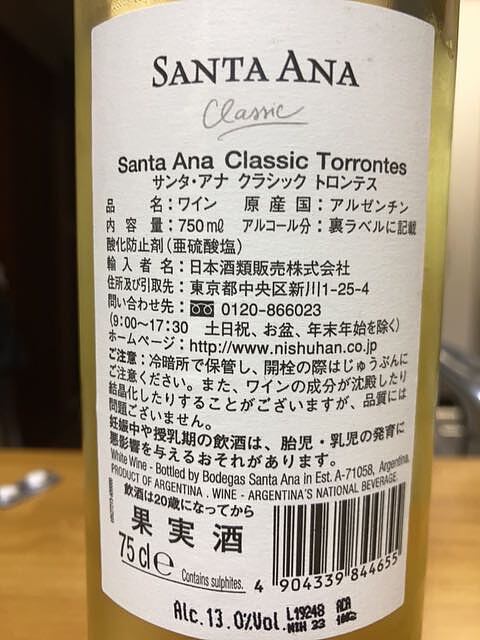 SANTA ANA
Classic
Santa Ana Classic Torrontes
サンタ・アナ クラシック トロンテス
品 名：ワイン 原 産 国：アルゼンチン
内 容 量：750mℓ アルコール分：裏ラベルに記載
酸化防止剤（亜硫酸塩）
輸 入 者 名：日本酒類販売株式会社
住所及び引取先：東京都中央区新川1-25-4
問い合わせ先： 0120-866023
（9：00〜17：30 土日祝、お盆、年末年始を除く）
ホームページ：http://www.nishuhan.co.jp
ご注意：冷暗所で保管し、開栓の際はじゅうぶんに
ご注意ください。また、ワインの成分が沈殿したり
結晶化したりすることがございますが、品質には
問題ございません。
妊娠中や授乳期の飲酒は、胎児・乳児の発育に
悪影響を与えるおそれがあります。
White Wine - Bottled by Bodegas Santa Ana in Est. A-71058, Argentina.
PRODUCT OF ARGENTINA . WINE - ARGENTINA'S NATIONAL BEVERAGE.
飲酒は20歳になってから
果実酒
75 cl e
Contains sulphites.
4 904339 844655
Alc.13.0%Vol.
L19248